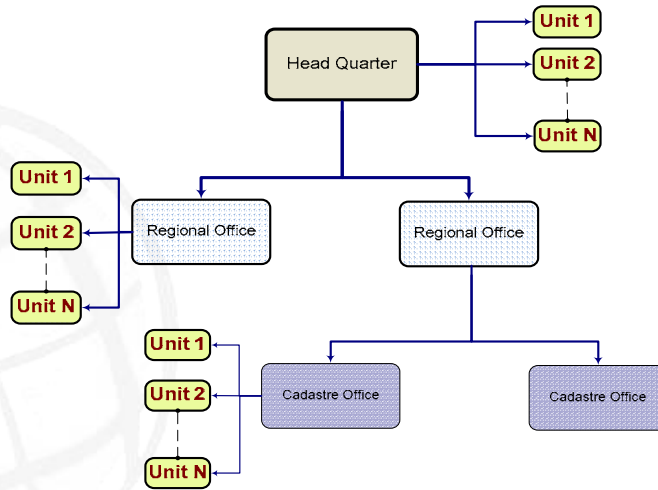 Unit 1
Head Quarter
Unit 2
Unit N
Unit 1
Regional Office
Regional Office
Unit 2
Unit N
Unit 1
Unit 2
Cadastre Office
Cadastre Office
Unit N